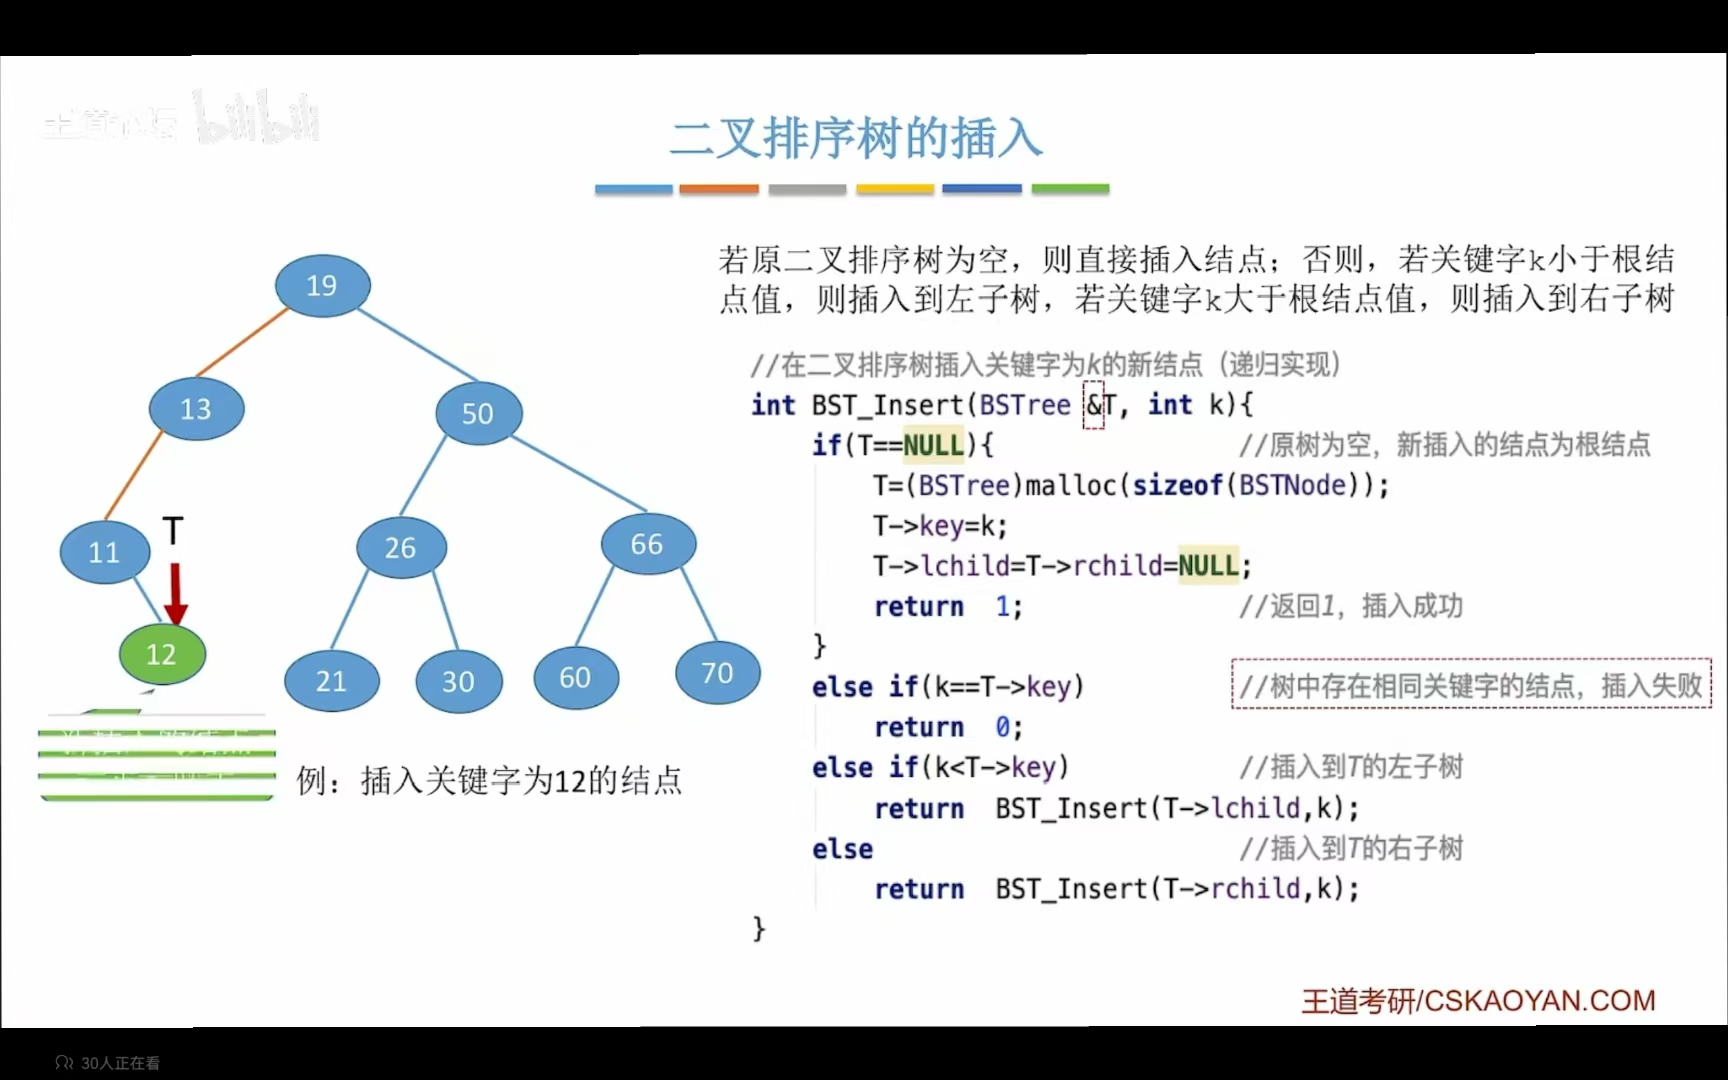 bilibili
二叉排序树的插入
若原二叉排序树为空，则直接插入结点；否则，若关键字k小于根结
点值，则插入到左子树，若关键字k大于根结点值，则插入到右子树
19
13
50
11
T
26
66
12
21
30
60
70
例：插入关键字为12的结点
//在二叉排序树插入关键字为k的新结点（递归实现）
int BST_Insert(BSTree &T, int k){
if(T==NULL){ //原树为空，新插入的结点为根结点
T=(BSTree)malloc(sizeof(BSTNode));
T->key=k;
T->lchild=T->rchild=NULL;
return 1; //返回1，插入成功
}
else if(k==T->key) //树中存在相同关键字的结点，插入失败
return 0;
else if(k<T->key) //插入到T的左子树
return BST_Insert(T->lchild,k);
else //插入到T的右子树
return BST_Insert(T->rchild,k);
}
王道考研/CSKAOYAN.COM
30人正在看